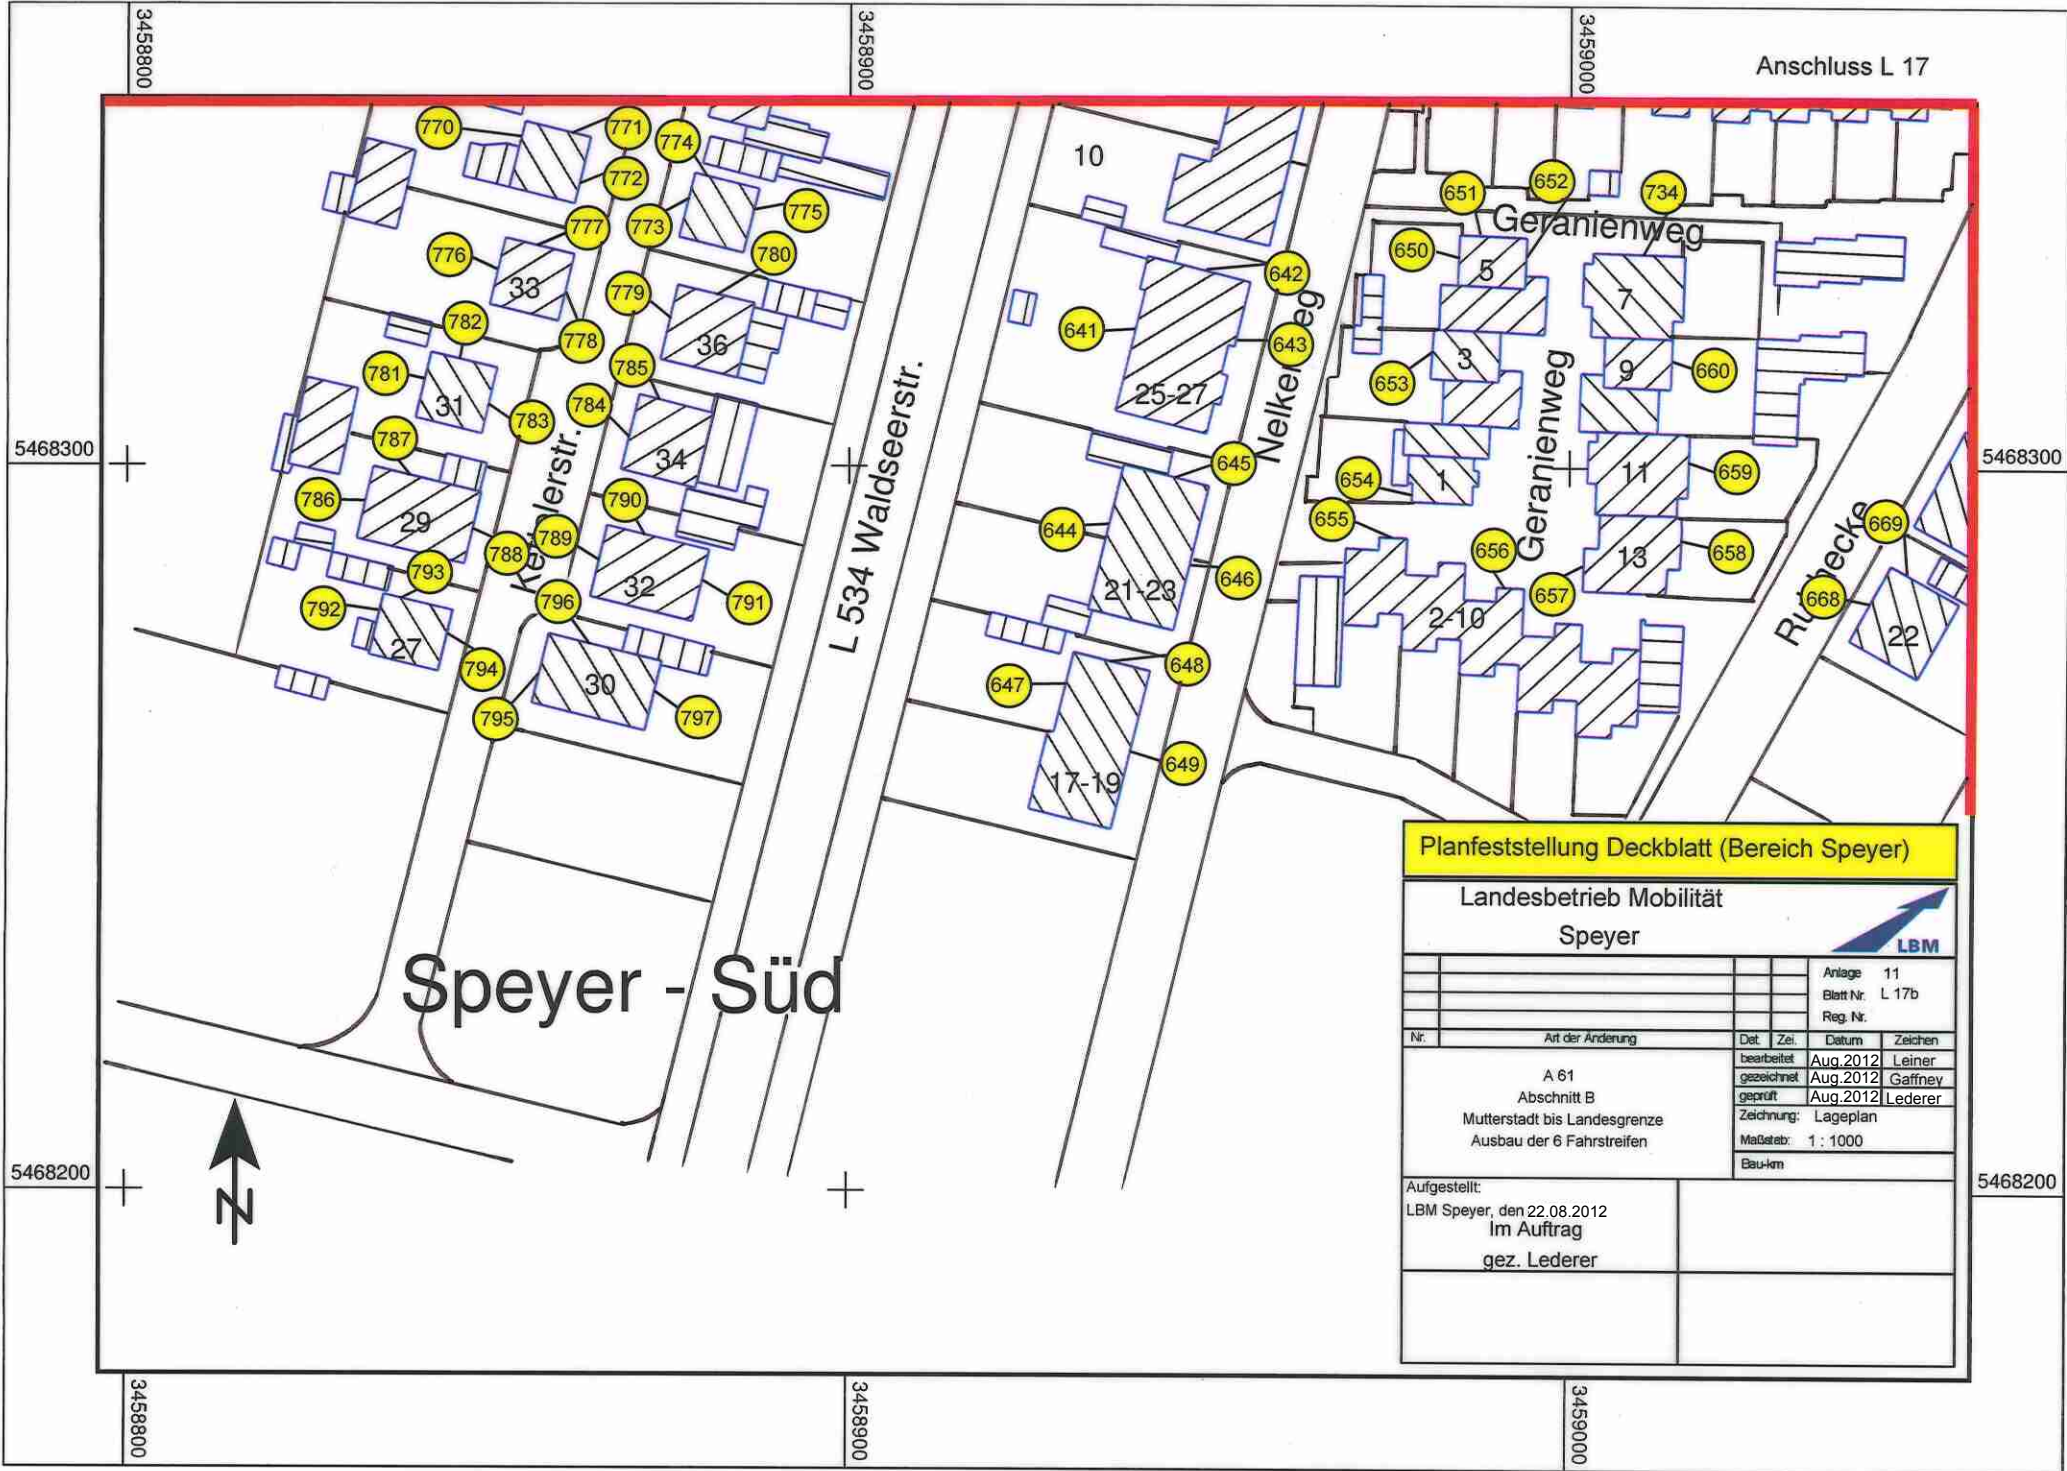 3458800
3458900
3459000
Anschluss L 17
770
771
774
772
10
651
652
734
777
773
775
Geranienweg
776
780
650
5
33
779
642
7
782
778
36
641
643
781
785
3
9
660
31
784
783
25-27
653
787
34
Nelkenweg
5468300
5468300
645
11
659
786
790
654
1
29
789
644
655
669
788
656
Geranienweg
13
658
793
32
791
21-23
646
657
668
792
796
2-10
22
27
Kettelerstr.
L 534 Waldseerstr.
794
30
648
647
795
797
649
17-19
Planfeststellung Deckblatt (Bereich Speyer)
Landesbetrieb Mobilität
Speyer
LBM
Speyer - Süd
Anlage 11
Blatt Nr. L 17b
Reg. Nr.
Nr. Art der Änderung Dat. Zei. Datum Zeichen
bearbeitet Aug.2012 Leiner
A 61
gezeichnet Aug.2012 Gaffney
Abschnitt B
geprüft Aug.2012 Lederer
Mutterstadt bis Landesgrenze
Zeichnung: Lageplan
Ausbau der 6 Fahrstreifen
Maßstab: 1 : 1000
Bau-km
5468200
N
5468200
Aufgestellt:
LBM Speyer, den 22.08.2012
Im Auftrag
gez. Lederer
3458800
3458900
3459000